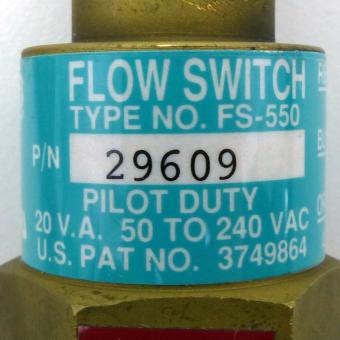 FLOW SWITCH
TYPE NO. FS-550
P/N 29609
PILOT DUTY
20 V.A. 50 TO 240 VAC
U.S. PAT NO. 3749864